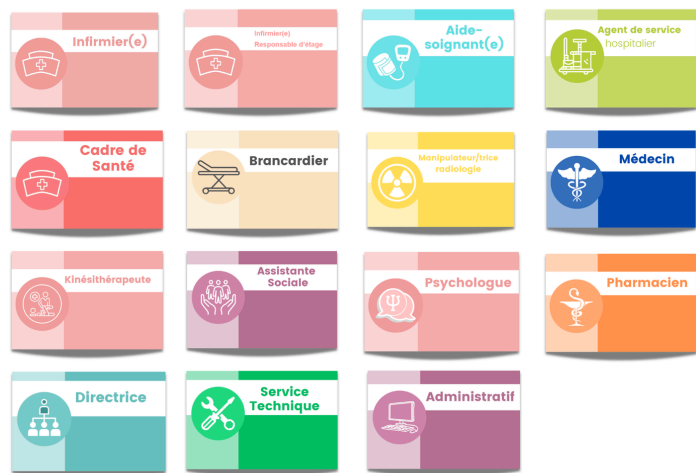 Infirmier(e)
Infirmier(e)
Responsable d'étage
Aide-
soignant(e)
Agent de service
hospitalier
Cadre de
Santé
Brancardier
Manipulateur/trice
radiologie
Médecin
Kinésithérapeute
Assistante
Sociale
Psychologue
Pharmacien
Directrice
Service
Technique
Administratif